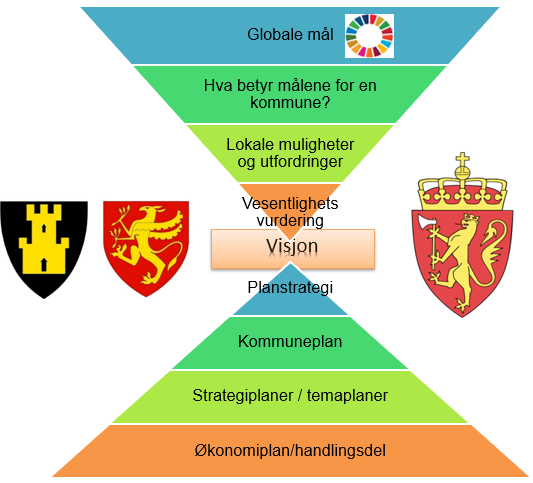 Globale mål
Hva betyr målene for en
kommune?
Lokale muligheter
og utfordringer
Vesentlighets
vurdering
Visjon
Planstrategi
Kommuneplan
Strategiplaner / temaplaner
Økonomiplan/handlingsdel